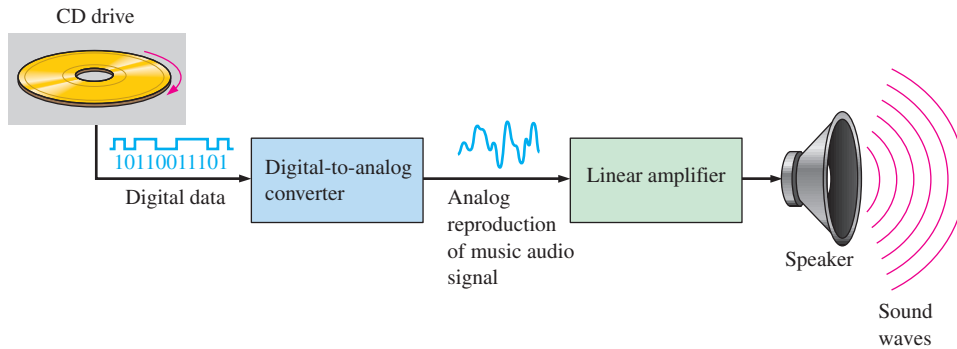 CD drive
10110011101
Digital data
Digital-to-analog
converter
Analog
reproduction
of music audio
signal
Linear amplifier
Speaker
Sound
waves